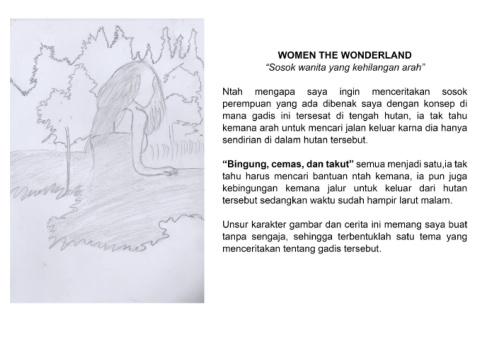 WOMEN THE WONDERLAND
“Sosok wanita yang kehilangan arah”
Ntah mengapa saya ingin menceritakan sosok
perempuan yang ada dibenak saya dengan konsep di
mana gadis ini tersesat di tengah hutan, ia tak tahu
kemana arah untuk mencari jalan keluar karna dia hanya
sendirian di dalam hutan tersebut.
“Bingung, cemas, dan takut” semua menjadi satu,ia tak
tahu harus mencari bantuan ntah kemana, ia pun juga
kebingungan kemana jalur untuk keluar dari hutan
tersebut sedangkan waktu sudah hampir larut malam.
Unsur karakter gambar dan cerita ini memang saya buat
tanpa sengaja, sehingga terbentuklah satu tema yang
menceritakan tentang gadis tersebut.